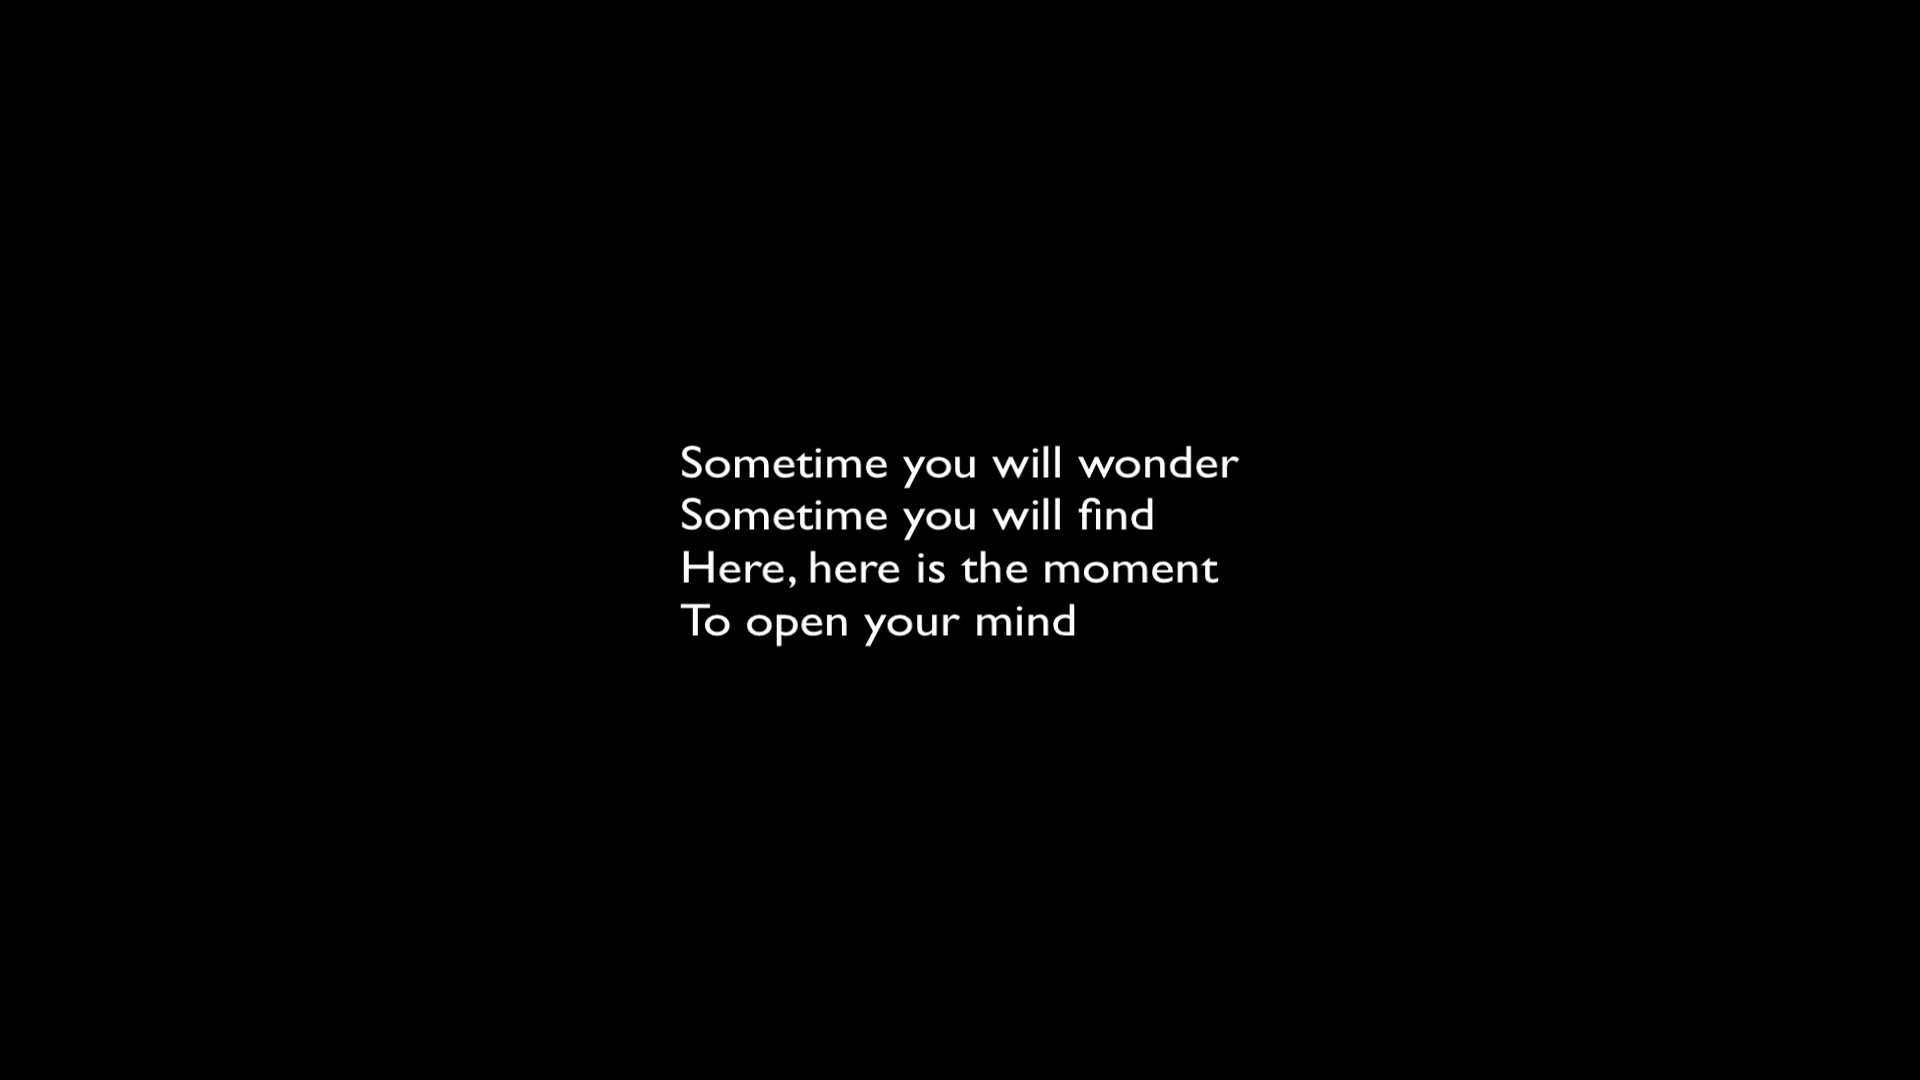 Sometime you will wonder
Sometime you will find
Here, here is the moment
To open your mind